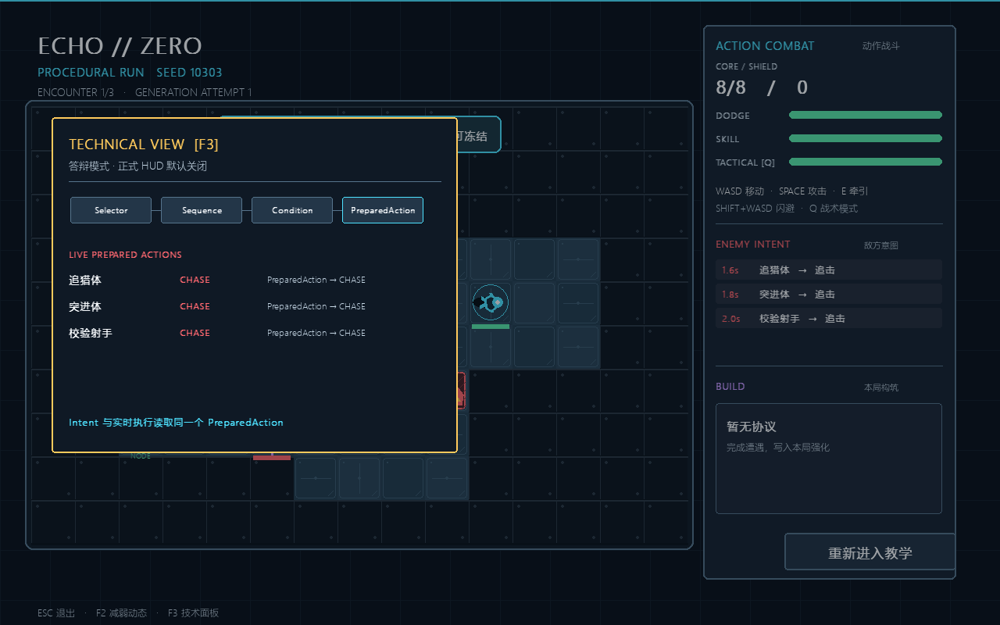 ECHO // ZERO
PROCEDURAL RUN SEED 10303
ENCOUNTER 1/3 · GENERATION ATTEMPT 1
可冻结
TECHNICAL VIEW [F3]
答辩模式 · 正式 HUD 默认关闭
Selector
Sequence
Condition
PreparedAction
LIVE PREPARED ACTIONS
追猎体 CHASE PreparedAction → CHASE
突进体 CHASE PreparedAction → CHASE
校验射手 CHASE PreparedAction → CHASE
Intent 与实时执行读取同一个 PreparedAction
NODE
ACTION COMBAT 动作战斗
CORE / SHIELD
8/8 / 0
DODGE
SKILL
TACTICAL [Q]
WASD 移动 · SPACE 攻击 · E 牵引
SHIFT+WASD 闪避 · Q 战术模式
ENEMY INTENT 敌方意图
1.6s 追猎体 → 追击
1.8s 突进体 → 追击
2.0s 校验射手 → 追击
BUILD 本局构筑
暂无协议
完成遭遇，写入本局强化
重新进入教学
ESC 退出 · F2 减弱动态 · F3 技术面板